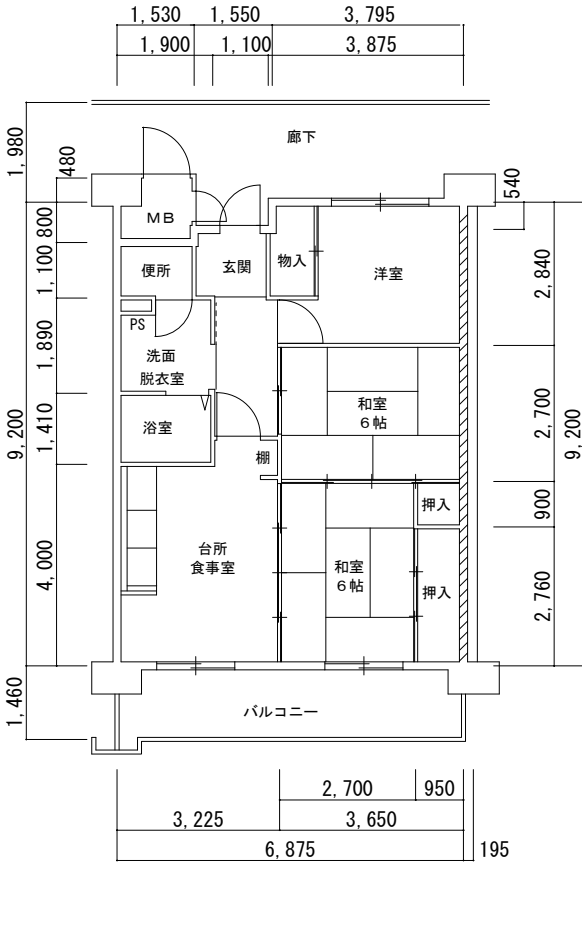 1,530 1,550 3,795
1,900 1,100 3,875
廊下
1,980
480
540
MB
800
物入
玄関
便所
洋室
1,100
2,840
PS
洗面
脱衣室
1,890
和室
6帖
浴室
1,410
2,700
9,200
9,200
棚
押入
900
台所
食事室
和室
6帖
押入
4,000
2,760
バルコニー
1,460
2,700 950
3,225 3,650
6,875 195